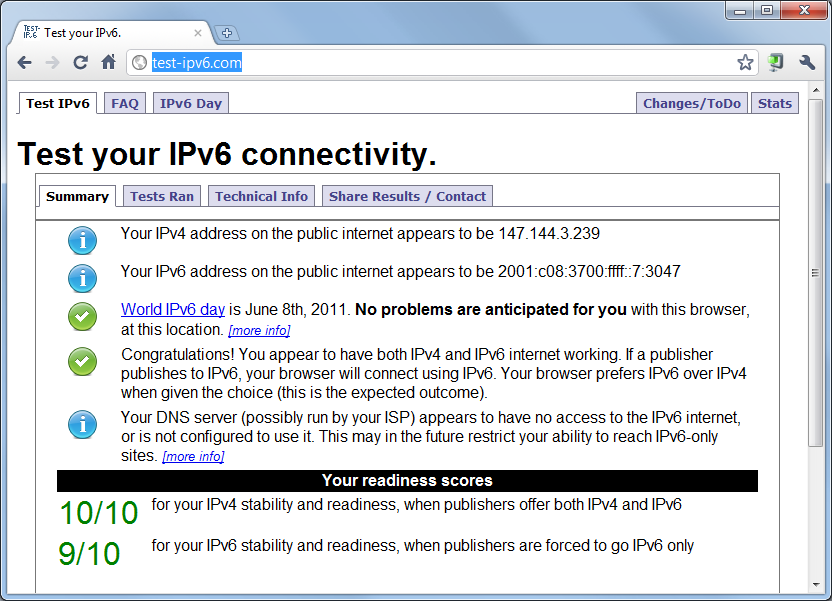 TEST-
IP.6
Test your IPv6.
test-ipv6.com
Test IPv6 FAQ IPv6 Day Changes/ToDo Stats
Test your IPv6 connectivity.
Summary Tests Ran Technical Info Share Results / Contact
Your IPv4 address on the public internet appears to be 147.144.3.239
Your IPv6 address on the public internet appears to be 2001:c08:3700:ffff::7:3047
World IPv6 day is June 8th, 2011. No problems are anticipated for you with this browser,
at this location. [more info]
Congratulations! You appear to have both IPv4 and IPv6 internet working. If a publisher
publishes to IPv6, your browser will connect using IPv6. Your browser prefers IPv6 over IPv4
when given the choice (this is the expected outcome).
Your DNS server (possibly run by your ISP) appears to have no access to the IPv6 internet,
or is not configured to use it. This may in the future restrict your ability to reach IPv6-only
sites. [more info]
Your readiness scores
10/10 for your IPv4 stability and readiness, when publishers offer both IPv4 and IPv6
9/10 for your IPv6 stability and readiness, when publishers are forced to go IPv6 only